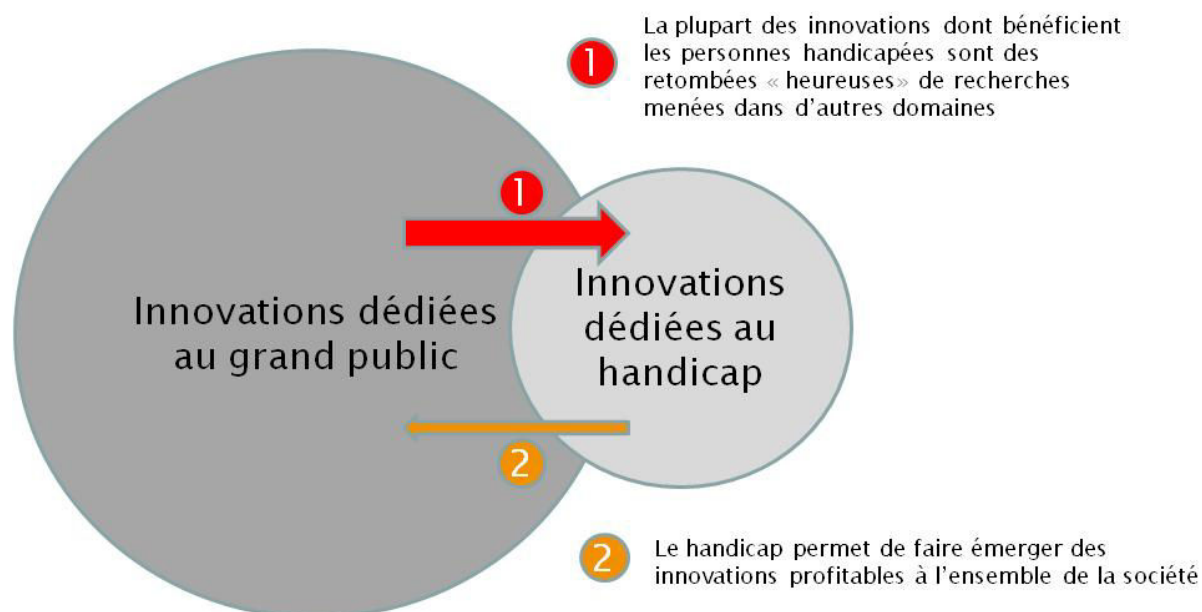 1
La plupart des innovations dont bénéficient
les personnes handicapées sont des
retombées « heureuses» de recherches
menées dans d'autres domaines
1
Innovations dédiées
au grand public
Innovations
dédiées au
handicap
2
2
Le handicap permet de faire émerger des
innovations profitables à l'ensemble de la société